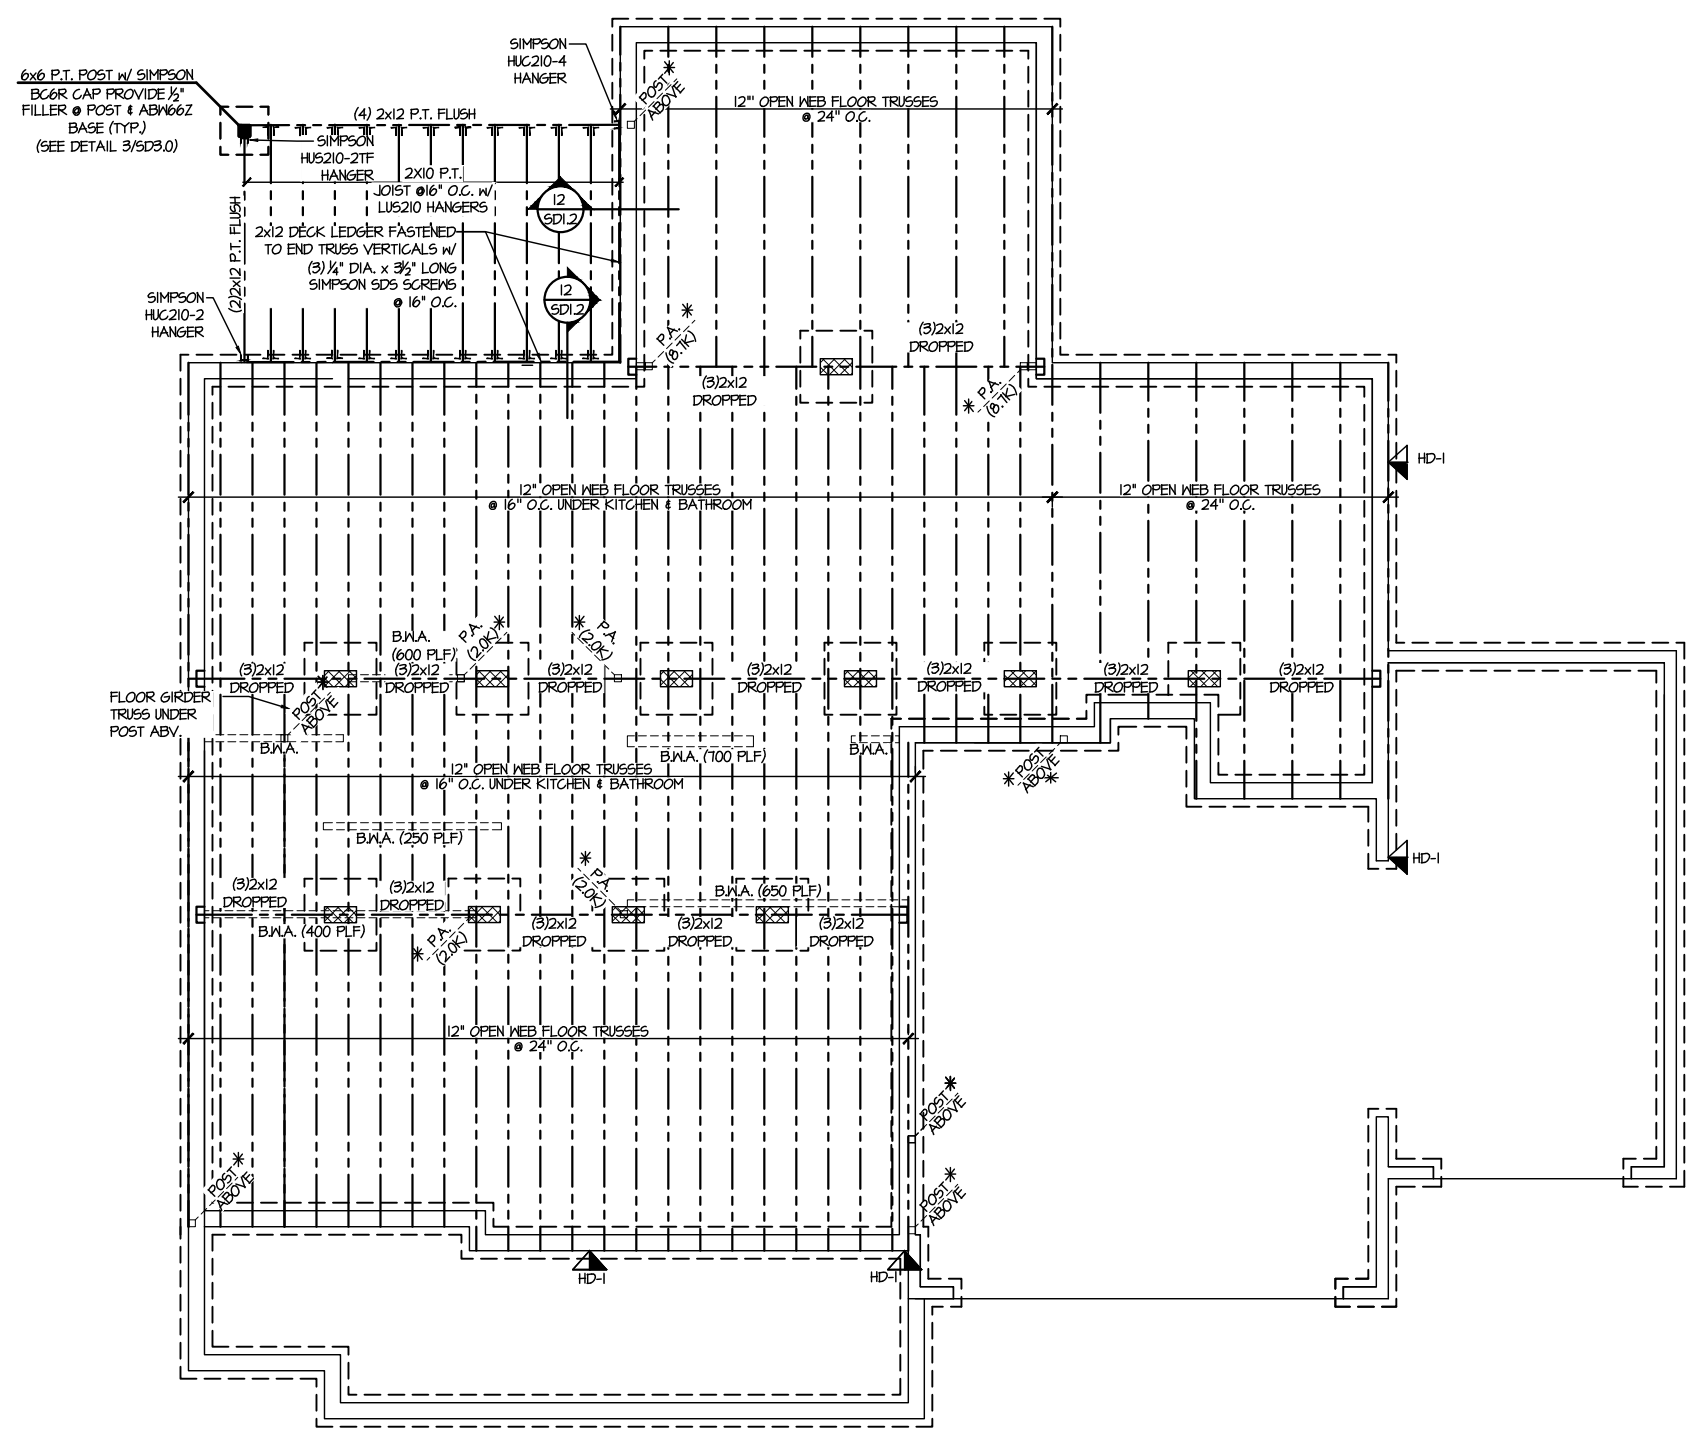 SIMPSON
HUC210-4
HANGER
POST
ABOVE
12" OPEN WEB FLOOR TRUSSES
@ 24" O.C.
6x6 P.T. POST W/ SIMPSON
BC6R CAP PROVIDE ½"
FILLER @ POST & ABW66Z
BASE (TYP.)
(SEE DETAIL 3/SD3.0)
(4) 2x12 P.T. FLUSH
SIMPSON
HUS210-2TF
HANGER
2X10 P.T.
JOIST @16" O.C. W/
LUS210 HANGERS
12
SD1.2
(2)2x12 P.T. FLUSH
2x12 DECK LEDGER FASTENED
TO END TRUSS VERTICALS W/
(3) ¼" DIA. x 3½" LONG
SIMPSON SDS SCREWS
@ 16" O.C.
12
SD1.2
SIMPSON
HUC210-2
HANGER
P.A.
(8.7K)
(3)2x12
DROPPED
(3)2x12
DROPPED
P.A.
(8.7K)
HD-1
12" OPEN WEB FLOOR TRUSSES
@ 16" O.C. UNDER KITCHEN & BATHROOM
12" OPEN WEB FLOOR TRUSSES
@ 24" O.C.
B.W.A.
(600 PLF)
P.A.
(2.0K)
P.A.
(2.0K)
(3)2x12
DROPPED
(3)2x12
DROPPED
(3)2x12
DROPPED
(3)2x12
DROPPED
(3)2x12
DROPPED
(3)2x12
DROPPED
(3)2x12
DROPPED
FLOOR GIRDER
TRUSS UNDER
POST ABV.
POST
ABOVE
B.W.A.
B.W.A. (700 PLF)
B.W.A.
POST
ABOVE
12" OPEN WEB FLOOR TRUSSES
@ 16" O.C. UNDER KITCHEN & BATHROOM
B.W.A. (250 PLF)
HD-1
(3)2x12
DROPPED
(3)2x12
DROPPED
P.A.
(2.0K)
B.W.A. (650 PLF)
B.W.A. (400 PLF)
P.A.
(2.0K)
(3)2x12
DROPPED
(3)2x12
DROPPED
(3)2x12
DROPPED
12" OPEN WEB FLOOR TRUSSES
@ 24" O.C.
POST
ABOVE
POST
ABOVE
POST
ABOVE
HD-1
HD-1